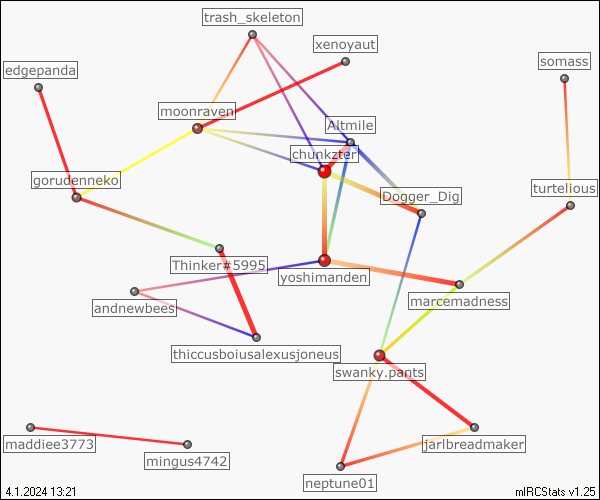 trash_skeleton
xenoyaut
somass
edgepanda
moonraven
Altmile
chunkzter
gorudenneko
Dogger_Dig
turtelious
Thinker#5995
yoshimanden
andnewbees
marcemadness
thiccusboiusalexusjoneus
swanky.pants
maddiee3773
jarlbreadmaker
mingus4742
neptune01
4.1.2024 13:21
mIRCStats v1.25